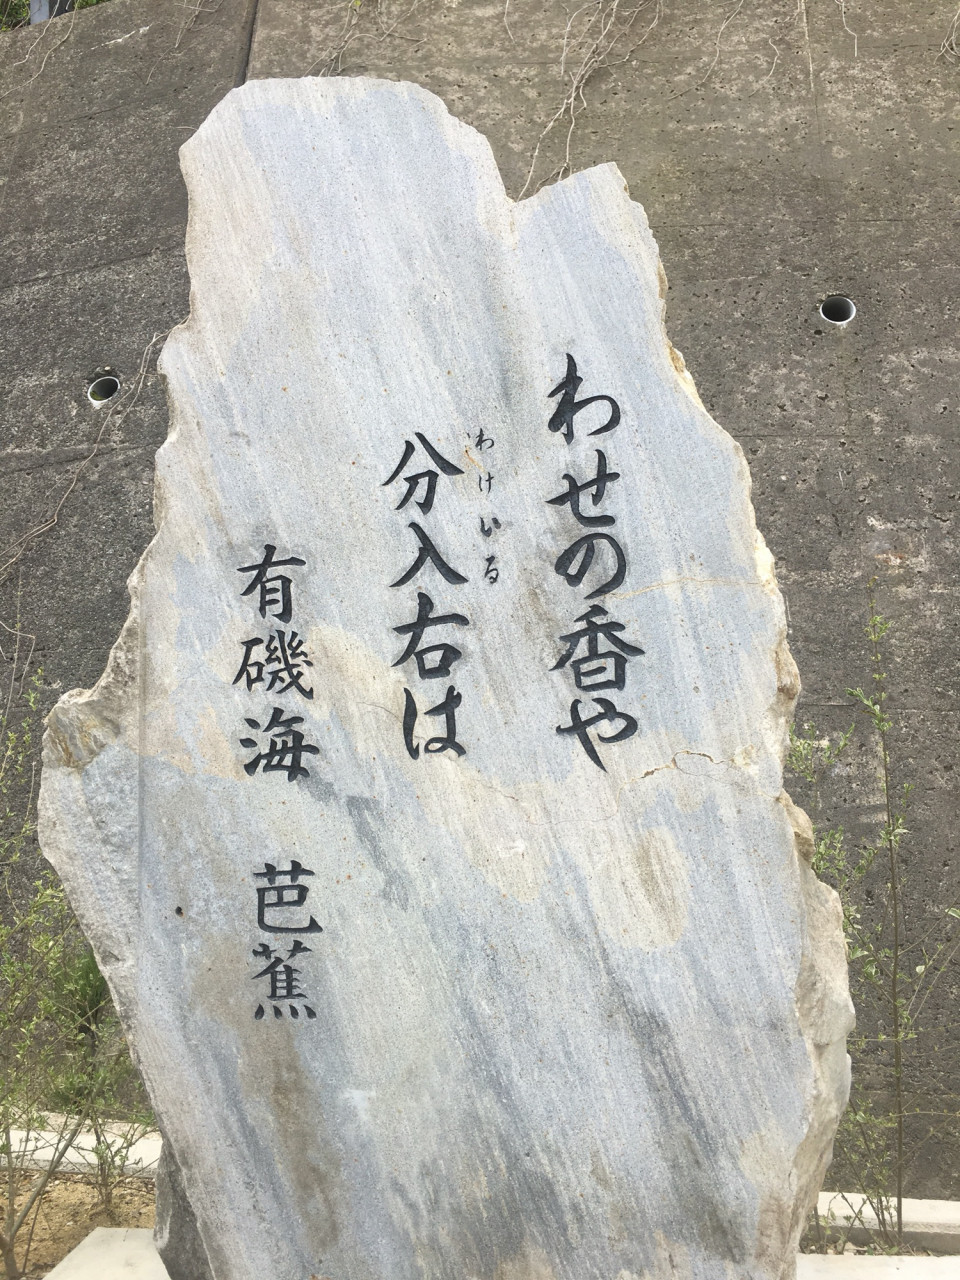 わせの香や
わけいる
分入右は
有磯海 芭蕉